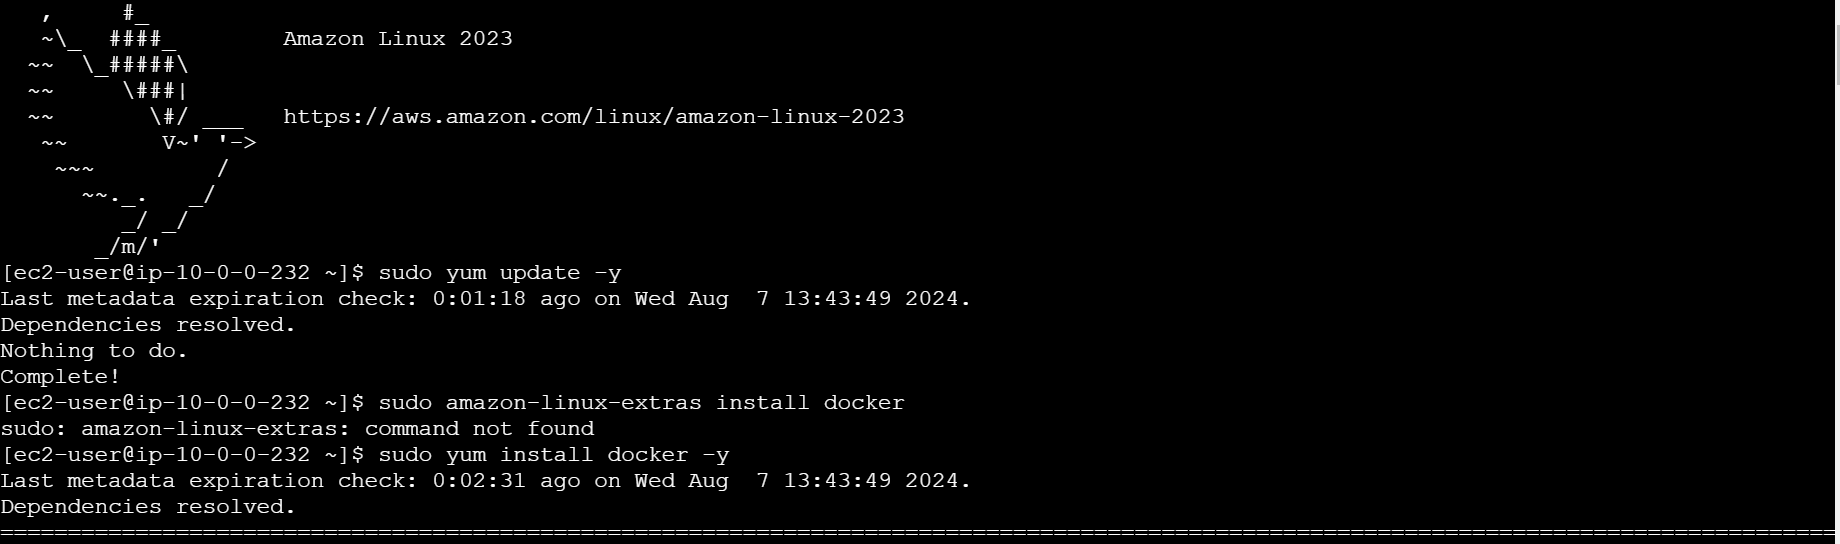 ,     #_
   ~\_  ####_        Amazon Linux 2023
  ~~  \_#####\
  ~~     \###|
  ~~       \#/ ___   https://aws.amazon.com/linux/amazon-linux-2023
   ~~       V~' '->
    ~~~         /
      ~~._.   _/
         _/ _/
       _/m/'
[ec2-user@ip-10-0-0-232 ~]$ sudo yum update -y
Last metadata expiration check: 0:01:18 ago on Wed Aug  7 13:43:49 2024.
Dependencies resolved.
Nothing to do.
Complete!
[ec2-user@ip-10-0-0-232 ~]$ sudo amazon-linux-extras install docker
sudo: amazon-linux-extras: command not found
[ec2-user@ip-10-0-0-232 ~]$ sudo yum install docker -y
Last metadata expiration check: 0:02:31 ago on Wed Aug  7 13:43:49 2024.
Dependencies resolved.
========================================================================================================================================